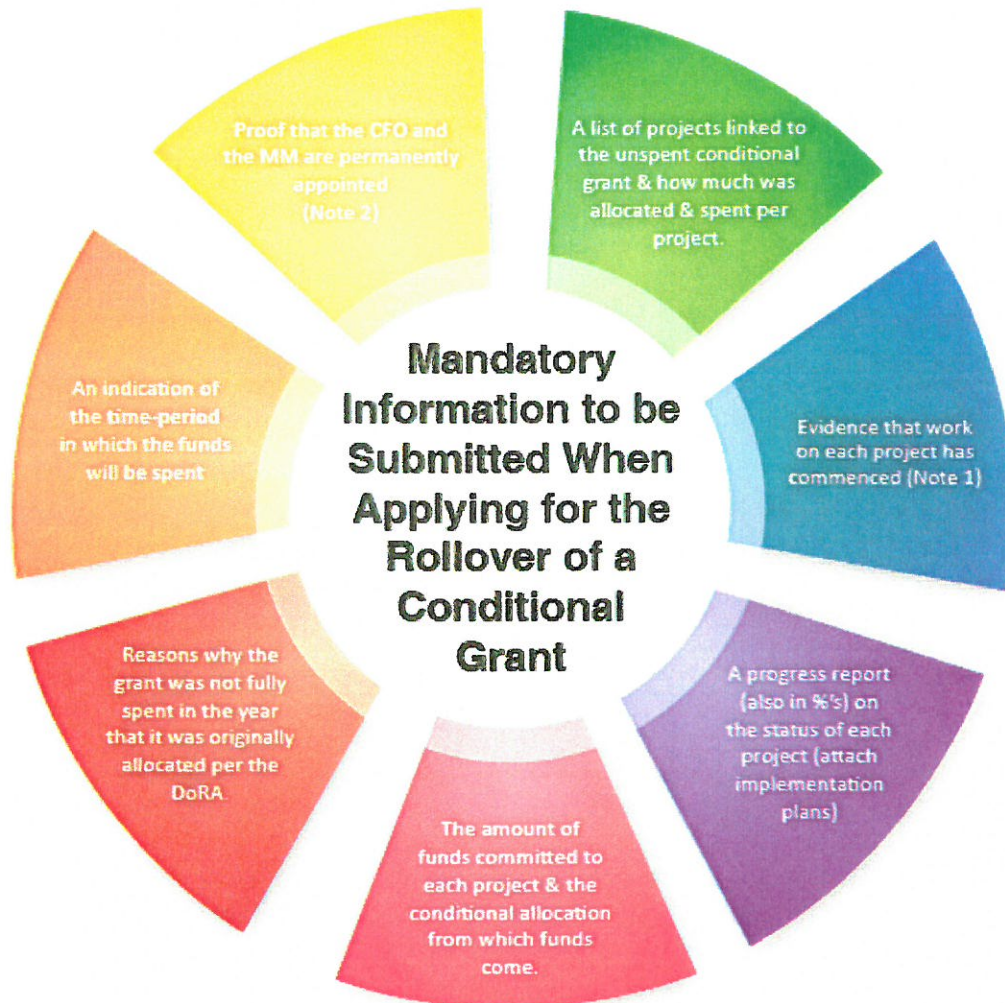 Mandatory
Information to be
Submitted When
Applying for the
Rollover of a
Conditional
Grant
A list of projects linked to
the unspent conditional
grant & how much was
allocated & spent per
project.
Evidence that work
on each project has
commenced (Note 1)
A progress report
(also in %'s) on
the status of each
project (attach
implementation
plans)
The amount of
funds committed to
each project & the
conditional allocation
from which funds
come.
Reasons why the
grant was not fully
spent in the year
that it was originally
allocated per the
DoRA.
An indication of
the time-period
in which the funds
will be spent
Proof that the CFO and
the MM are permanently
appointed
(Note 2)